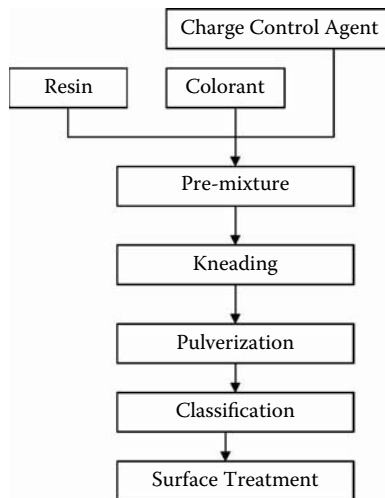 Charge Control Agent
Resin
Colorant
Pre-mixture
Kneading
Pulverization
Classification
Surface Treatment